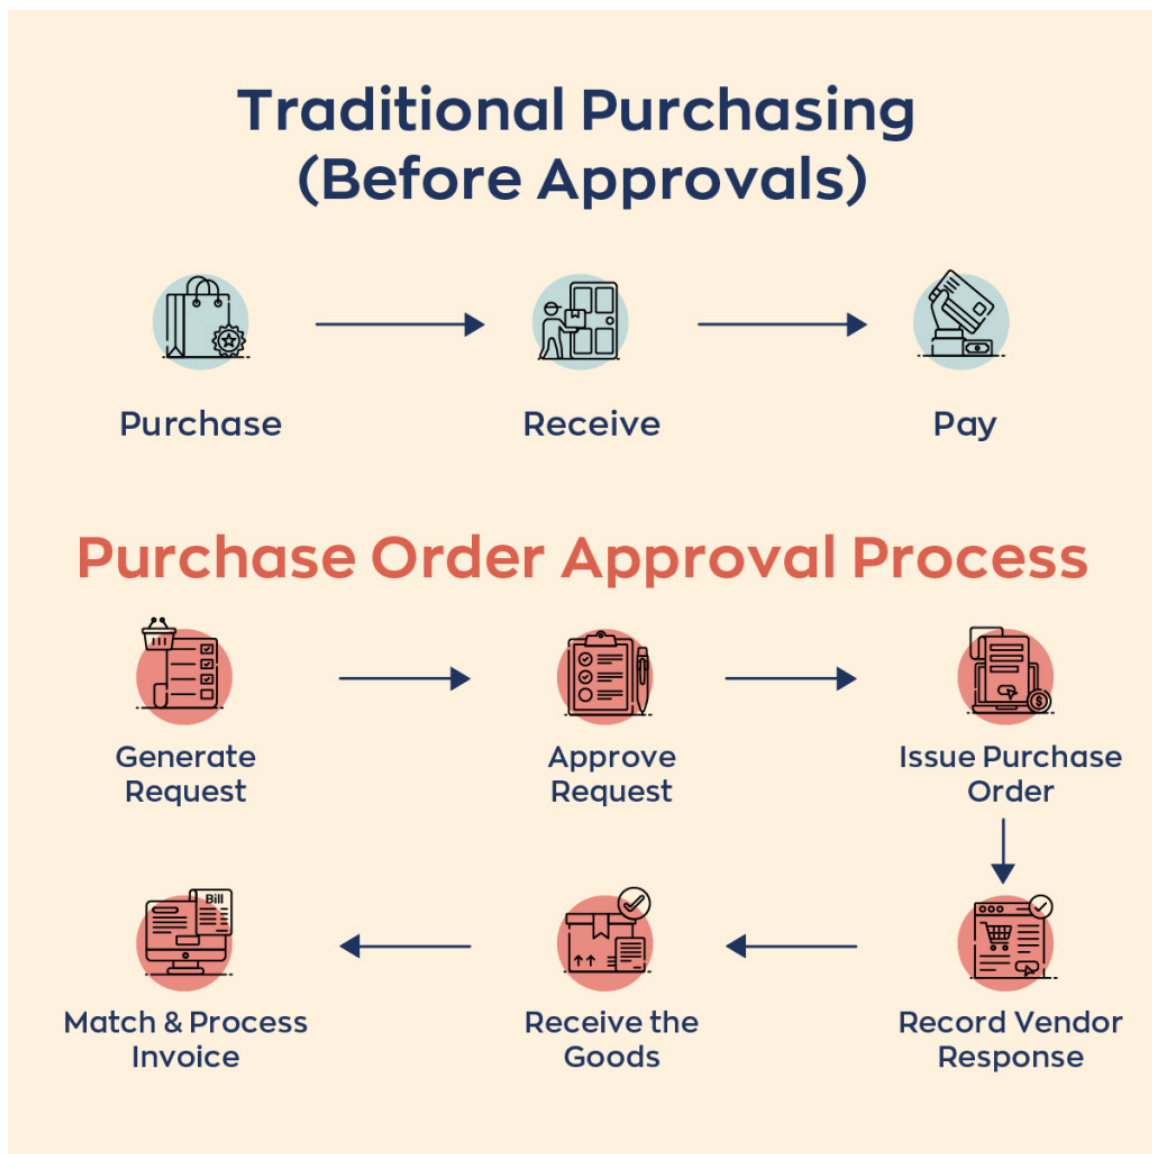 Traditional Purchasing
(Before Approvals)
Purchase
Receive
Pay
Purchase Order Approval Process
Generate
Request
Approve
Request
Issue Purchase
Order
Bill
Match & Process
Invoice
Receive the
Goods
Record Vendor
Response